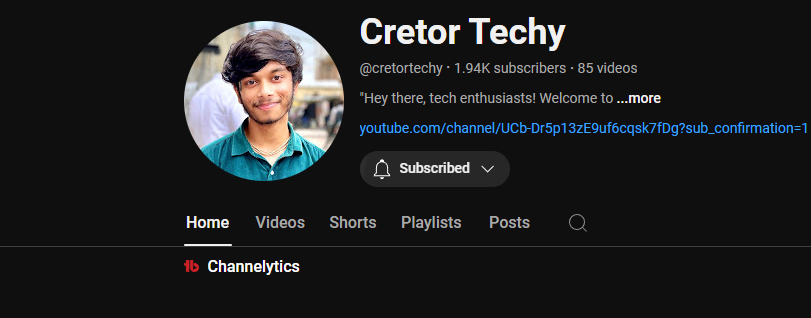 Cretor Techy
@cretortechy · 1.94K subscribers · 85 videos
"Hey there, tech enthusiasts! Welcome to ...more
youtube.com/channel/UCb-Dr5p13zE9uf6cqsk7fDg?sub_confirmation=1
Subscribed
Home Videos Shorts Playlists Posts
tb Channelytics